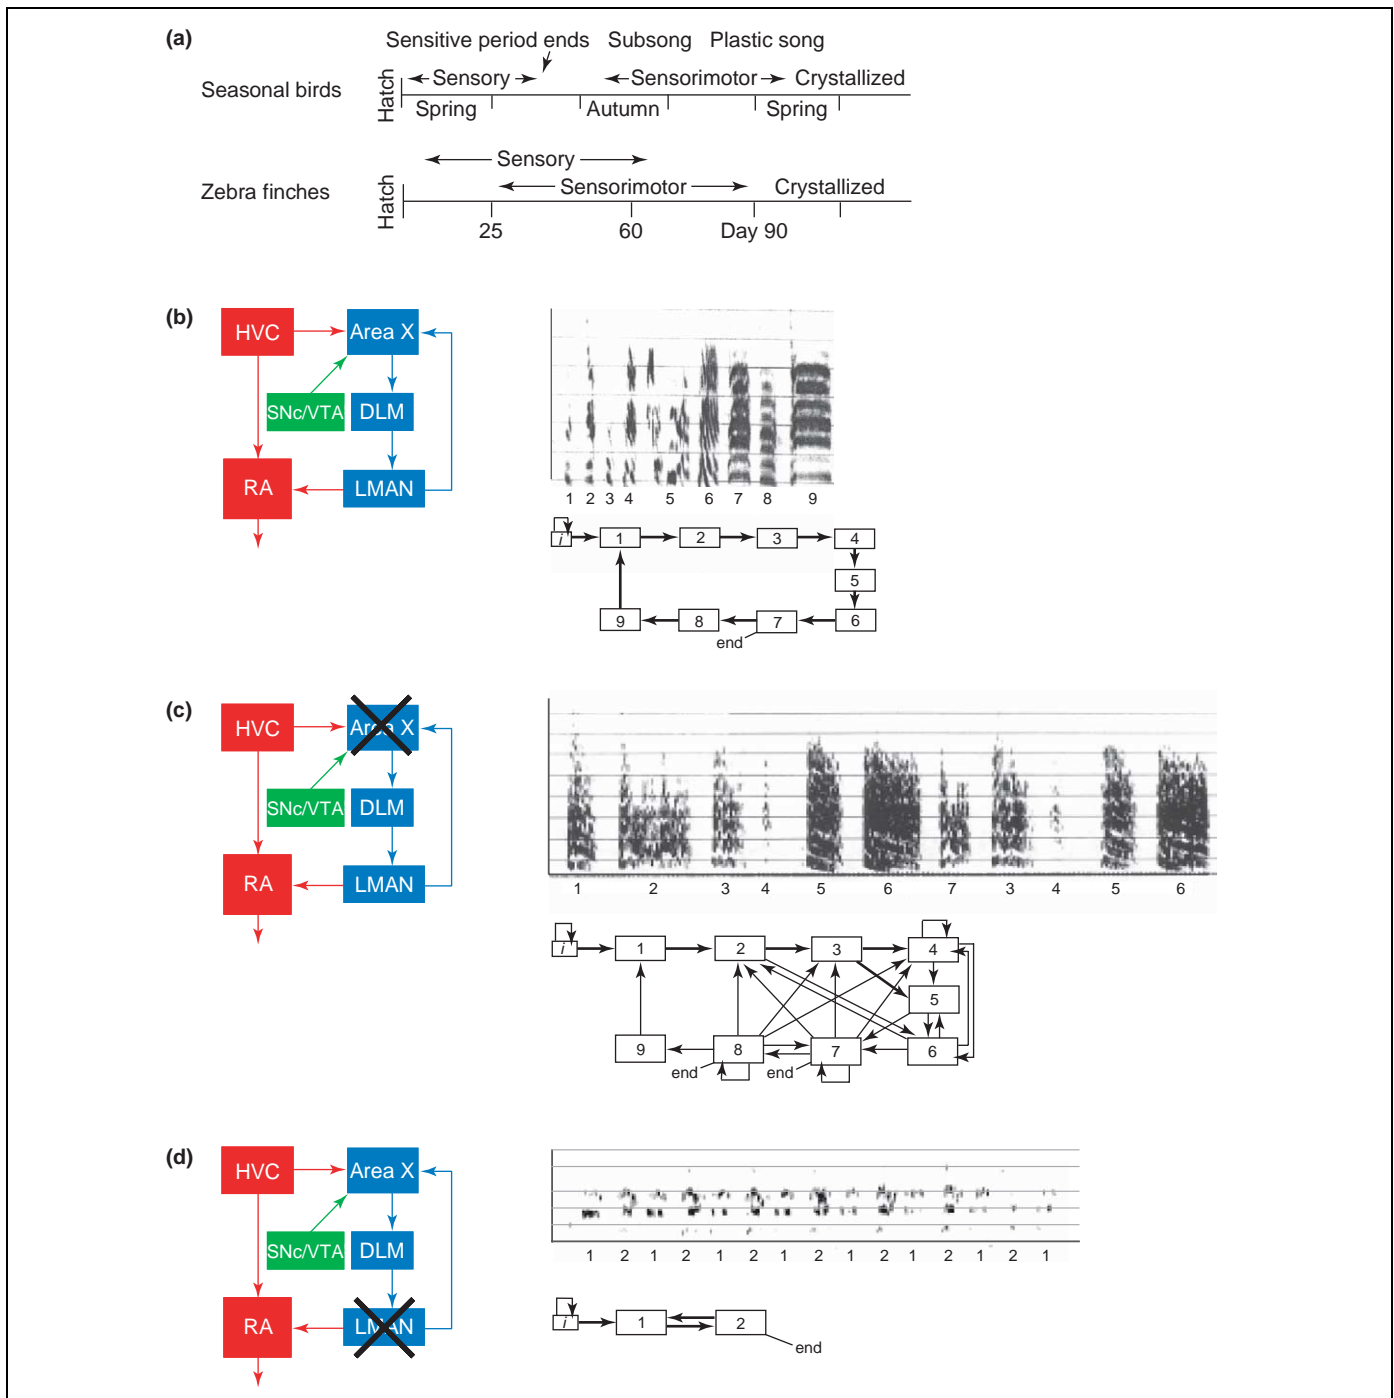 (a)
Sensitive period ends Subsong Plastic song
Seasonal birds Hatch Sensory Sensorimotor Crystallized
Spring Autumn Spring
Sensory
Zebra finches Hatch Sensorimotor Crystallized
25 60 Day 90
(b)
HVC Area X
SNc/VTA DLM
RA LMAN
1 2 3 4 5 6 7 8 9
i 1 2 3 4
5
9 8 7 6
end
(c)
HVC Area X
SNc/VTA DLM
RA LMAN
1 2 3 4 5 6 7 3 4 5 6
i 1 2 3 4
5
9 8 7 6
end end
(d)
HVC Area X
SNc/VTA DLM
RA LMAN
1 2 1 2 1 2 1 2 1 2 1 2 1 2 1
i 1 2
end